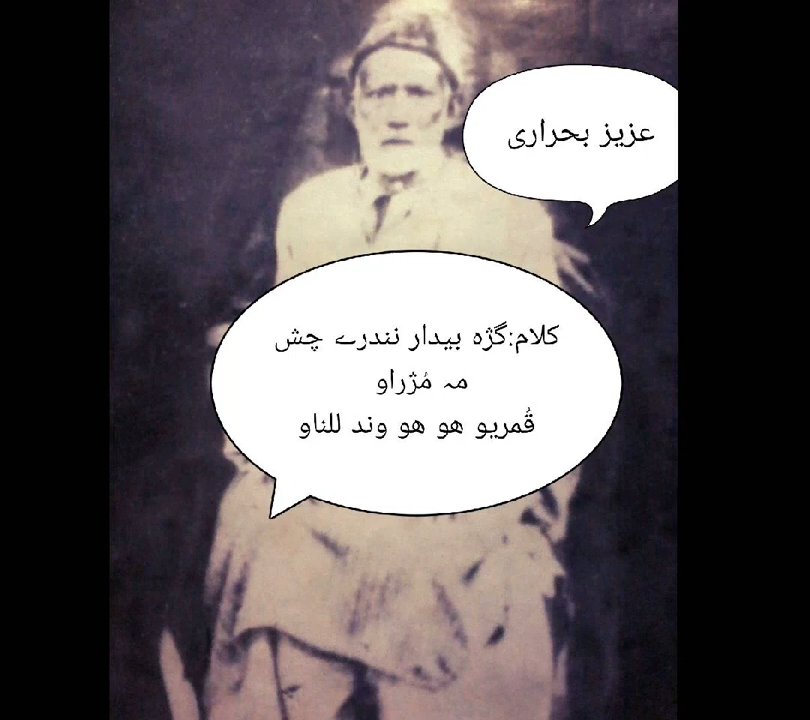 عزیز بحراری
کلام:گژہ بیدار نندرے چش
مہ مُژراو
قُمریو ھو ھو وند للناو